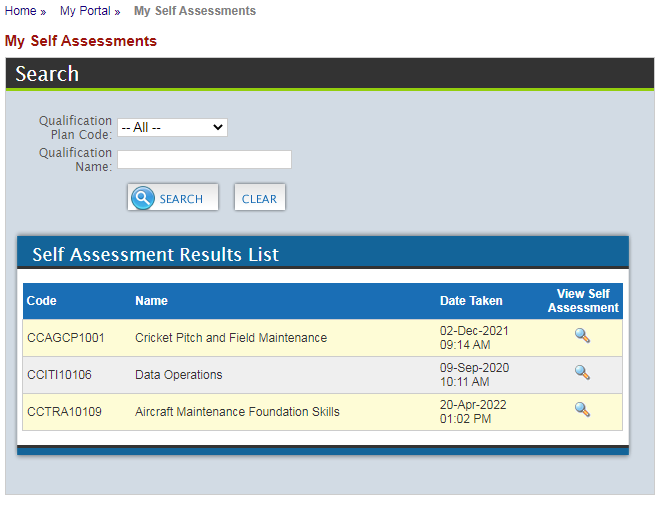 Home » My Portal » My Self Assessments
My Self Assessments
Search
Qualification
Plan Code:
-- All --
Qualification
Name:
SEARCH CLEAR
Self Assessment Results List
Code Name Date Taken View Self
Assessment
CCAGCP1001 Cricket Pitch and Field Maintenance 02-Dec-2021
09:14 AM
CCITI10106 Data Operations 09-Sep-2020
10:11 AM
CCTRA10109 Aircraft Maintenance Foundation Skills 20-Apr-2022
01:02 PM